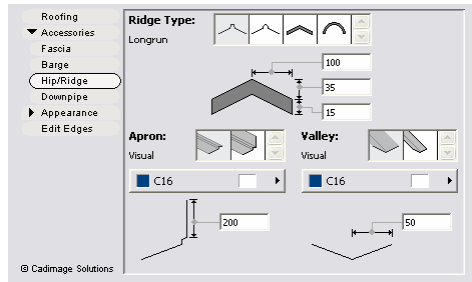 Roofing
Accessories
Fascia
Barge
Hip/Ridge
Downpipe
Appearance
Edit Edges
© Cadimage Solutions
Ridge Type:
Longrun
100
35
15
Apron:
Visual
C16
200
Valley:
Visual
C16
50